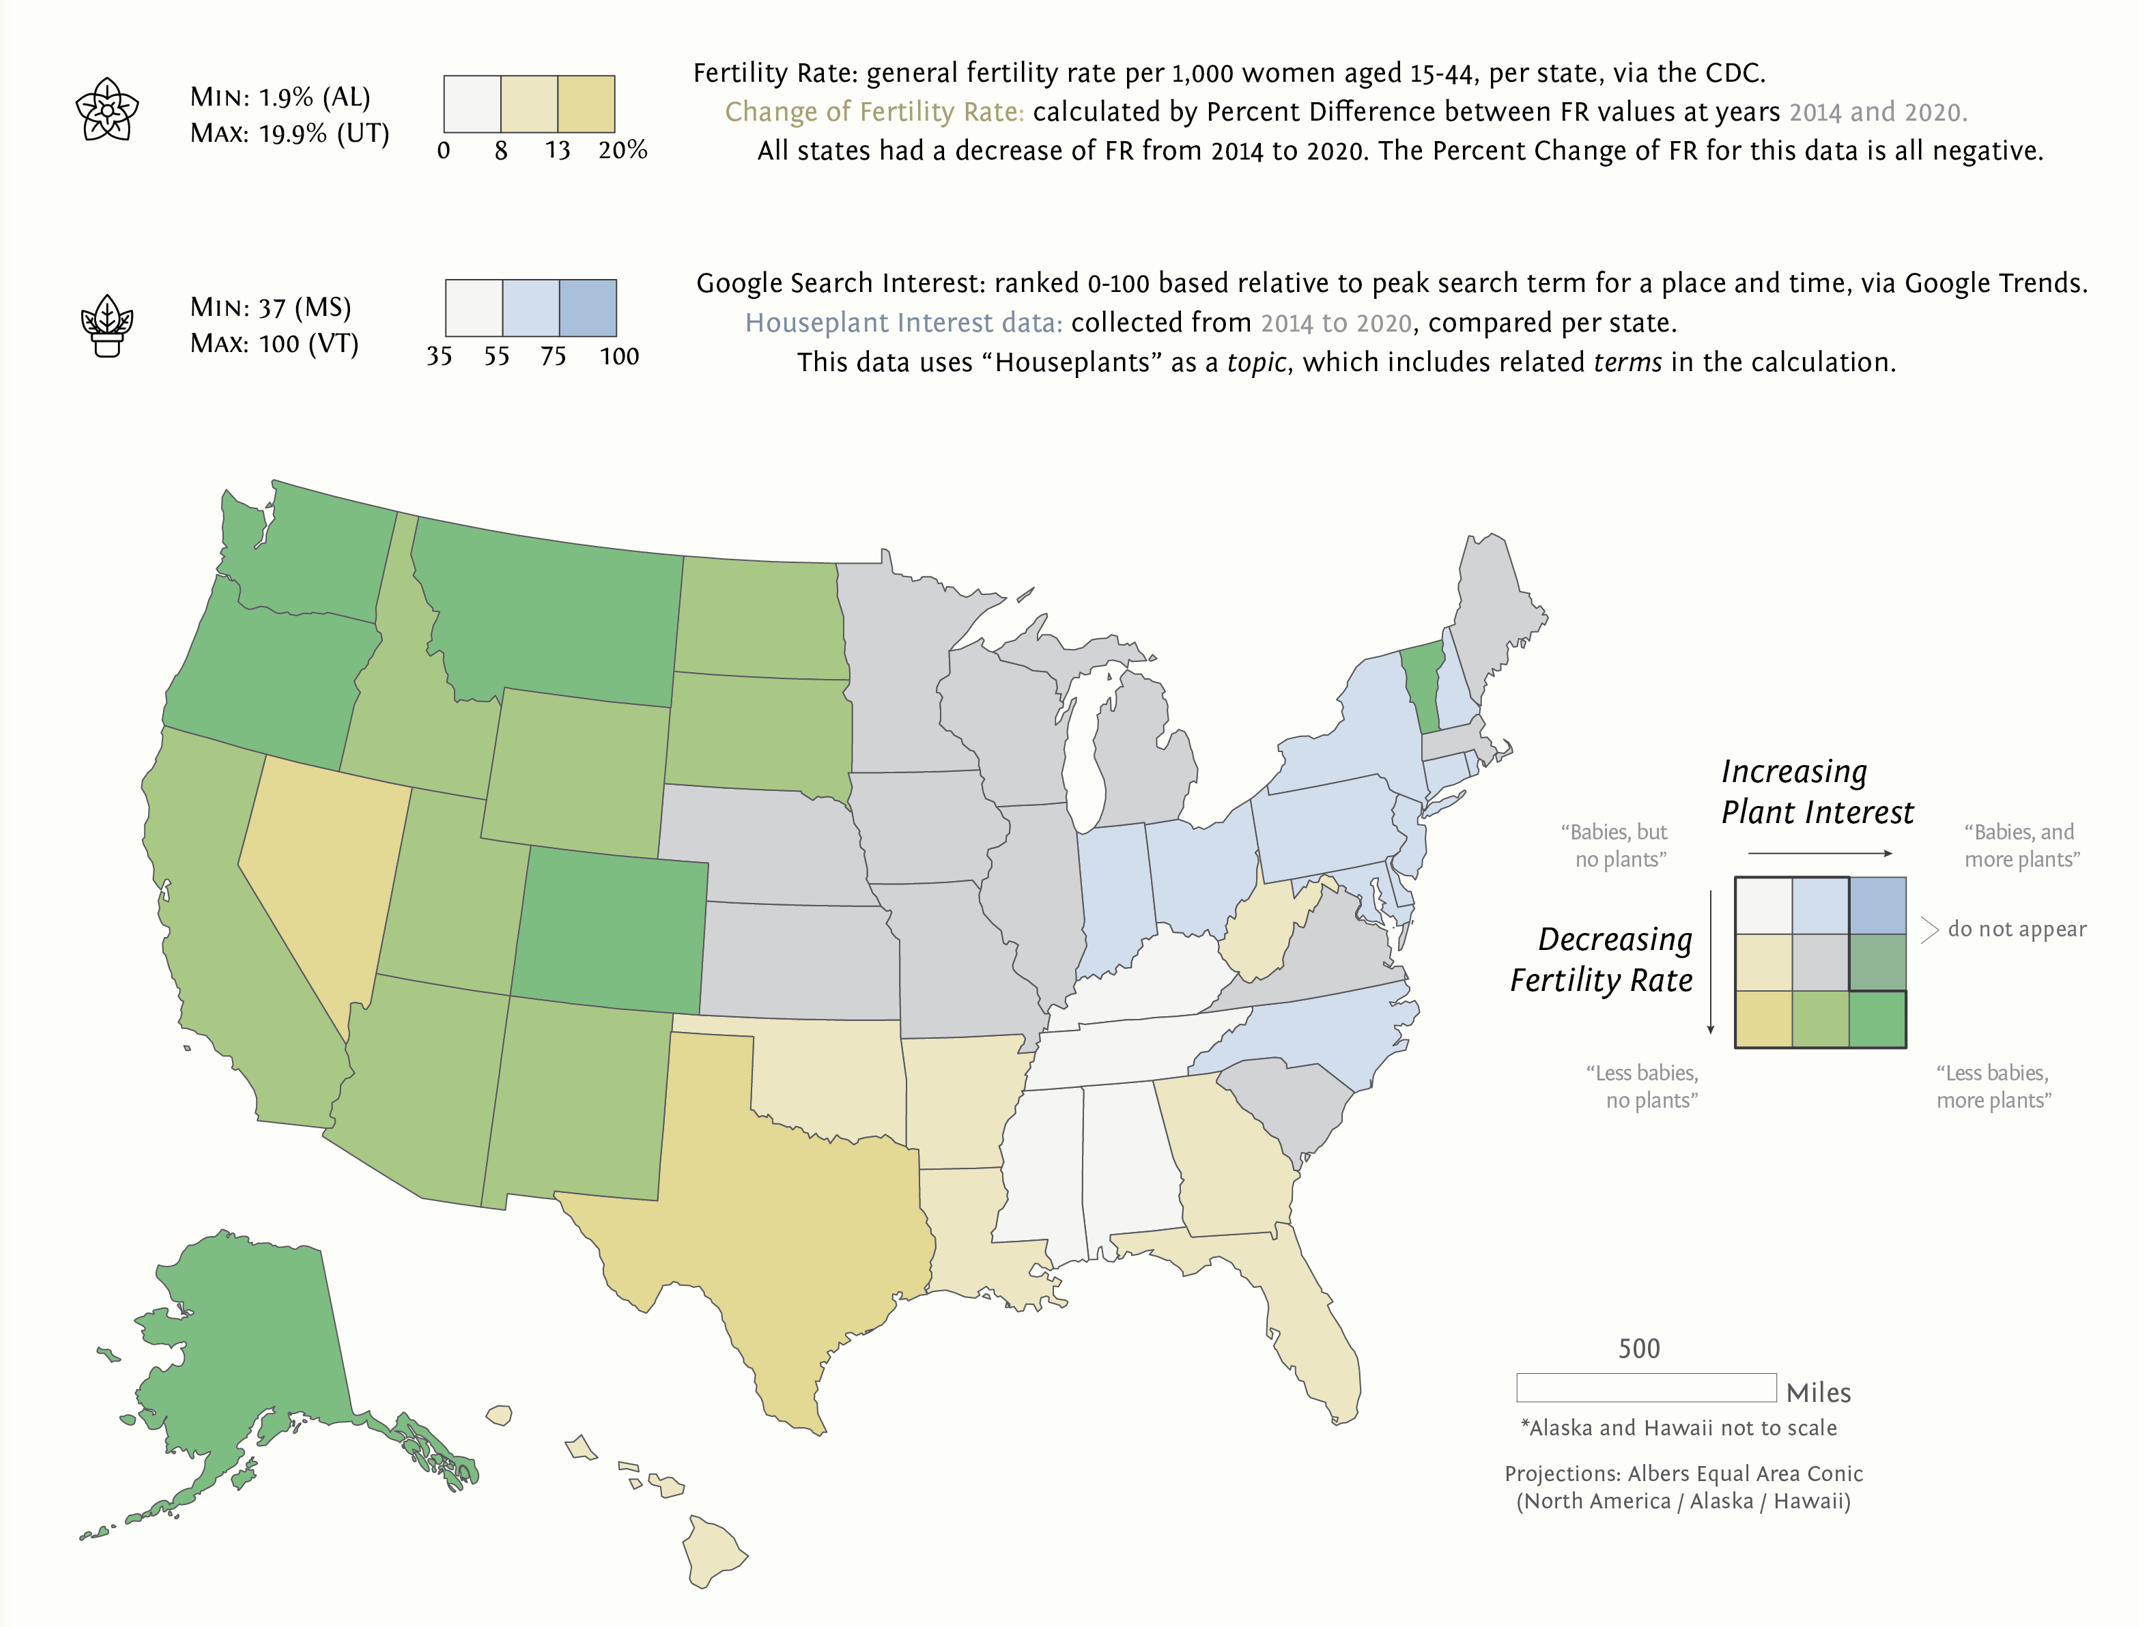 MIN: 1.9% (AL)
MAX: 19.9% (UT)
0 8 13 20%
Fertility Rate: general fertility rate per 1,000 women aged 15-44, per state, via the CDC.
Change of Fertility Rate: calculated by Percent Difference between FR values at years 2014 and 2020.
All states had a decrease of FR from 2014 to 2020. The Percent Change of FR for this data is all negative.
MIN: 37 (MS)
MAX: 100 (VT)
35 55 75 100
Google Search Interest: ranked 0-100 based relative to peak search term for a place and time, via Google Trends.
Houseplant Interest data: collected from 2014 to 2020, compared per state.
This data uses “Houseplants” as a topic, which includes related terms in the calculation.
Increasing
Plant Interest
“Babies, but
no plants”
“Babies, and
more plants”
Decreasing
Fertility Rate
do not appear
“Less babies,
no plants”
“Less babies,
more plants”
500
Miles
*Alaska and Hawaii not to scale
Projections: Albers Equal Area Conic
(North America / Alaska / Hawaii)